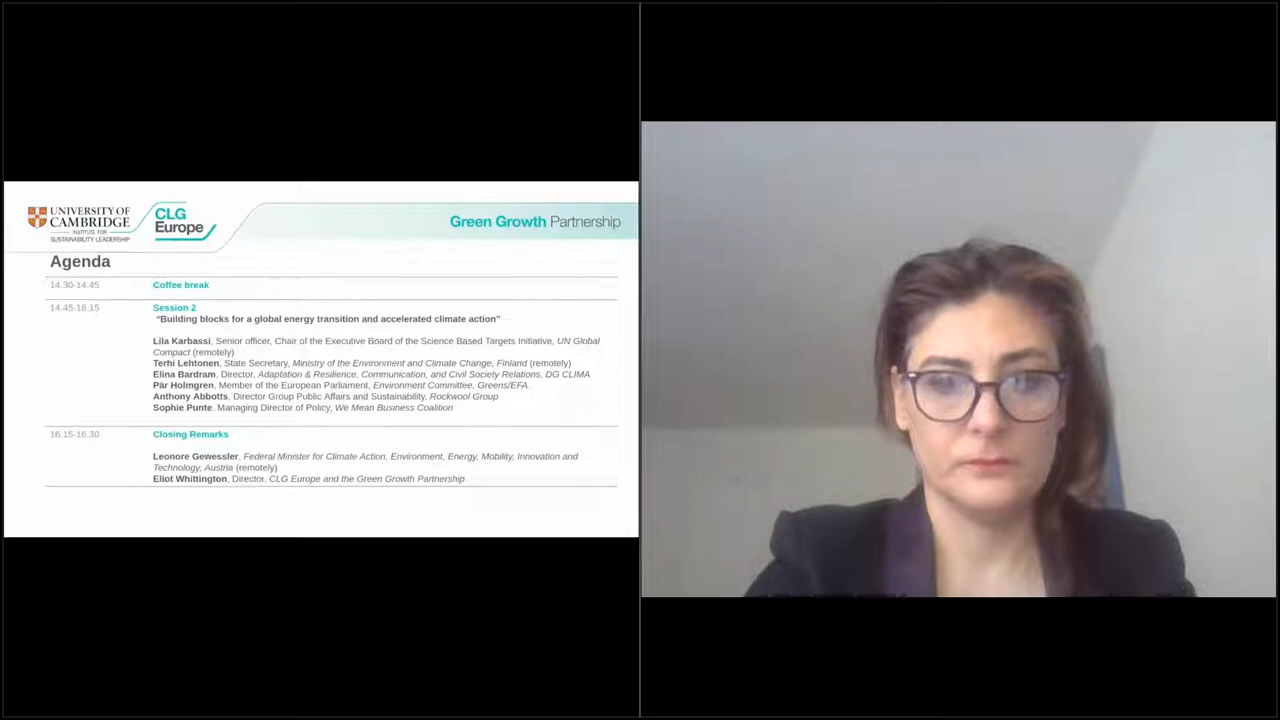 UNIVERSITY OF
CAMBRIDGE
INSTITUTE FOR
SUSTAINABILITY LEADERSHIP
CLG
Europe
Green Growth Partnership
Agenda
14.30-14.45 Coffee break
14.45-16.15 Session 2
"Building blocks for a global energy transition and accelerated climate action"
Lila Karbassi, Senior officer, Chair of the Executive Board of the Science Based Targets Initiative, UN Global
Compact (remotely)
Terhi Lehtonen, State Secretary, Ministry of the Environment and Climate Change, Finland (remotely)
Elina Bardram, Director, Adaptation & Resilience, Communication, and Civil Society Relations, DG CLIMA
Pär Holmgren, Member of the European Parliament, Environment Committee, Greens/EFA
Anthony Abbotts, Director Group Public Affairs and Sustainability, Rockwool Group
Sophie Punte, Managing Director of Policy, We Mean Business Coalition
16.15-16.30 Closing Remarks
Leonore Gewessler, Federal Minister for Climate Action, Environment, Energy, Mobility, Innovation and
Technology, Austria (remotely)
Eliot Whittington, Director, CLG Europe and the Green Growth Partnership